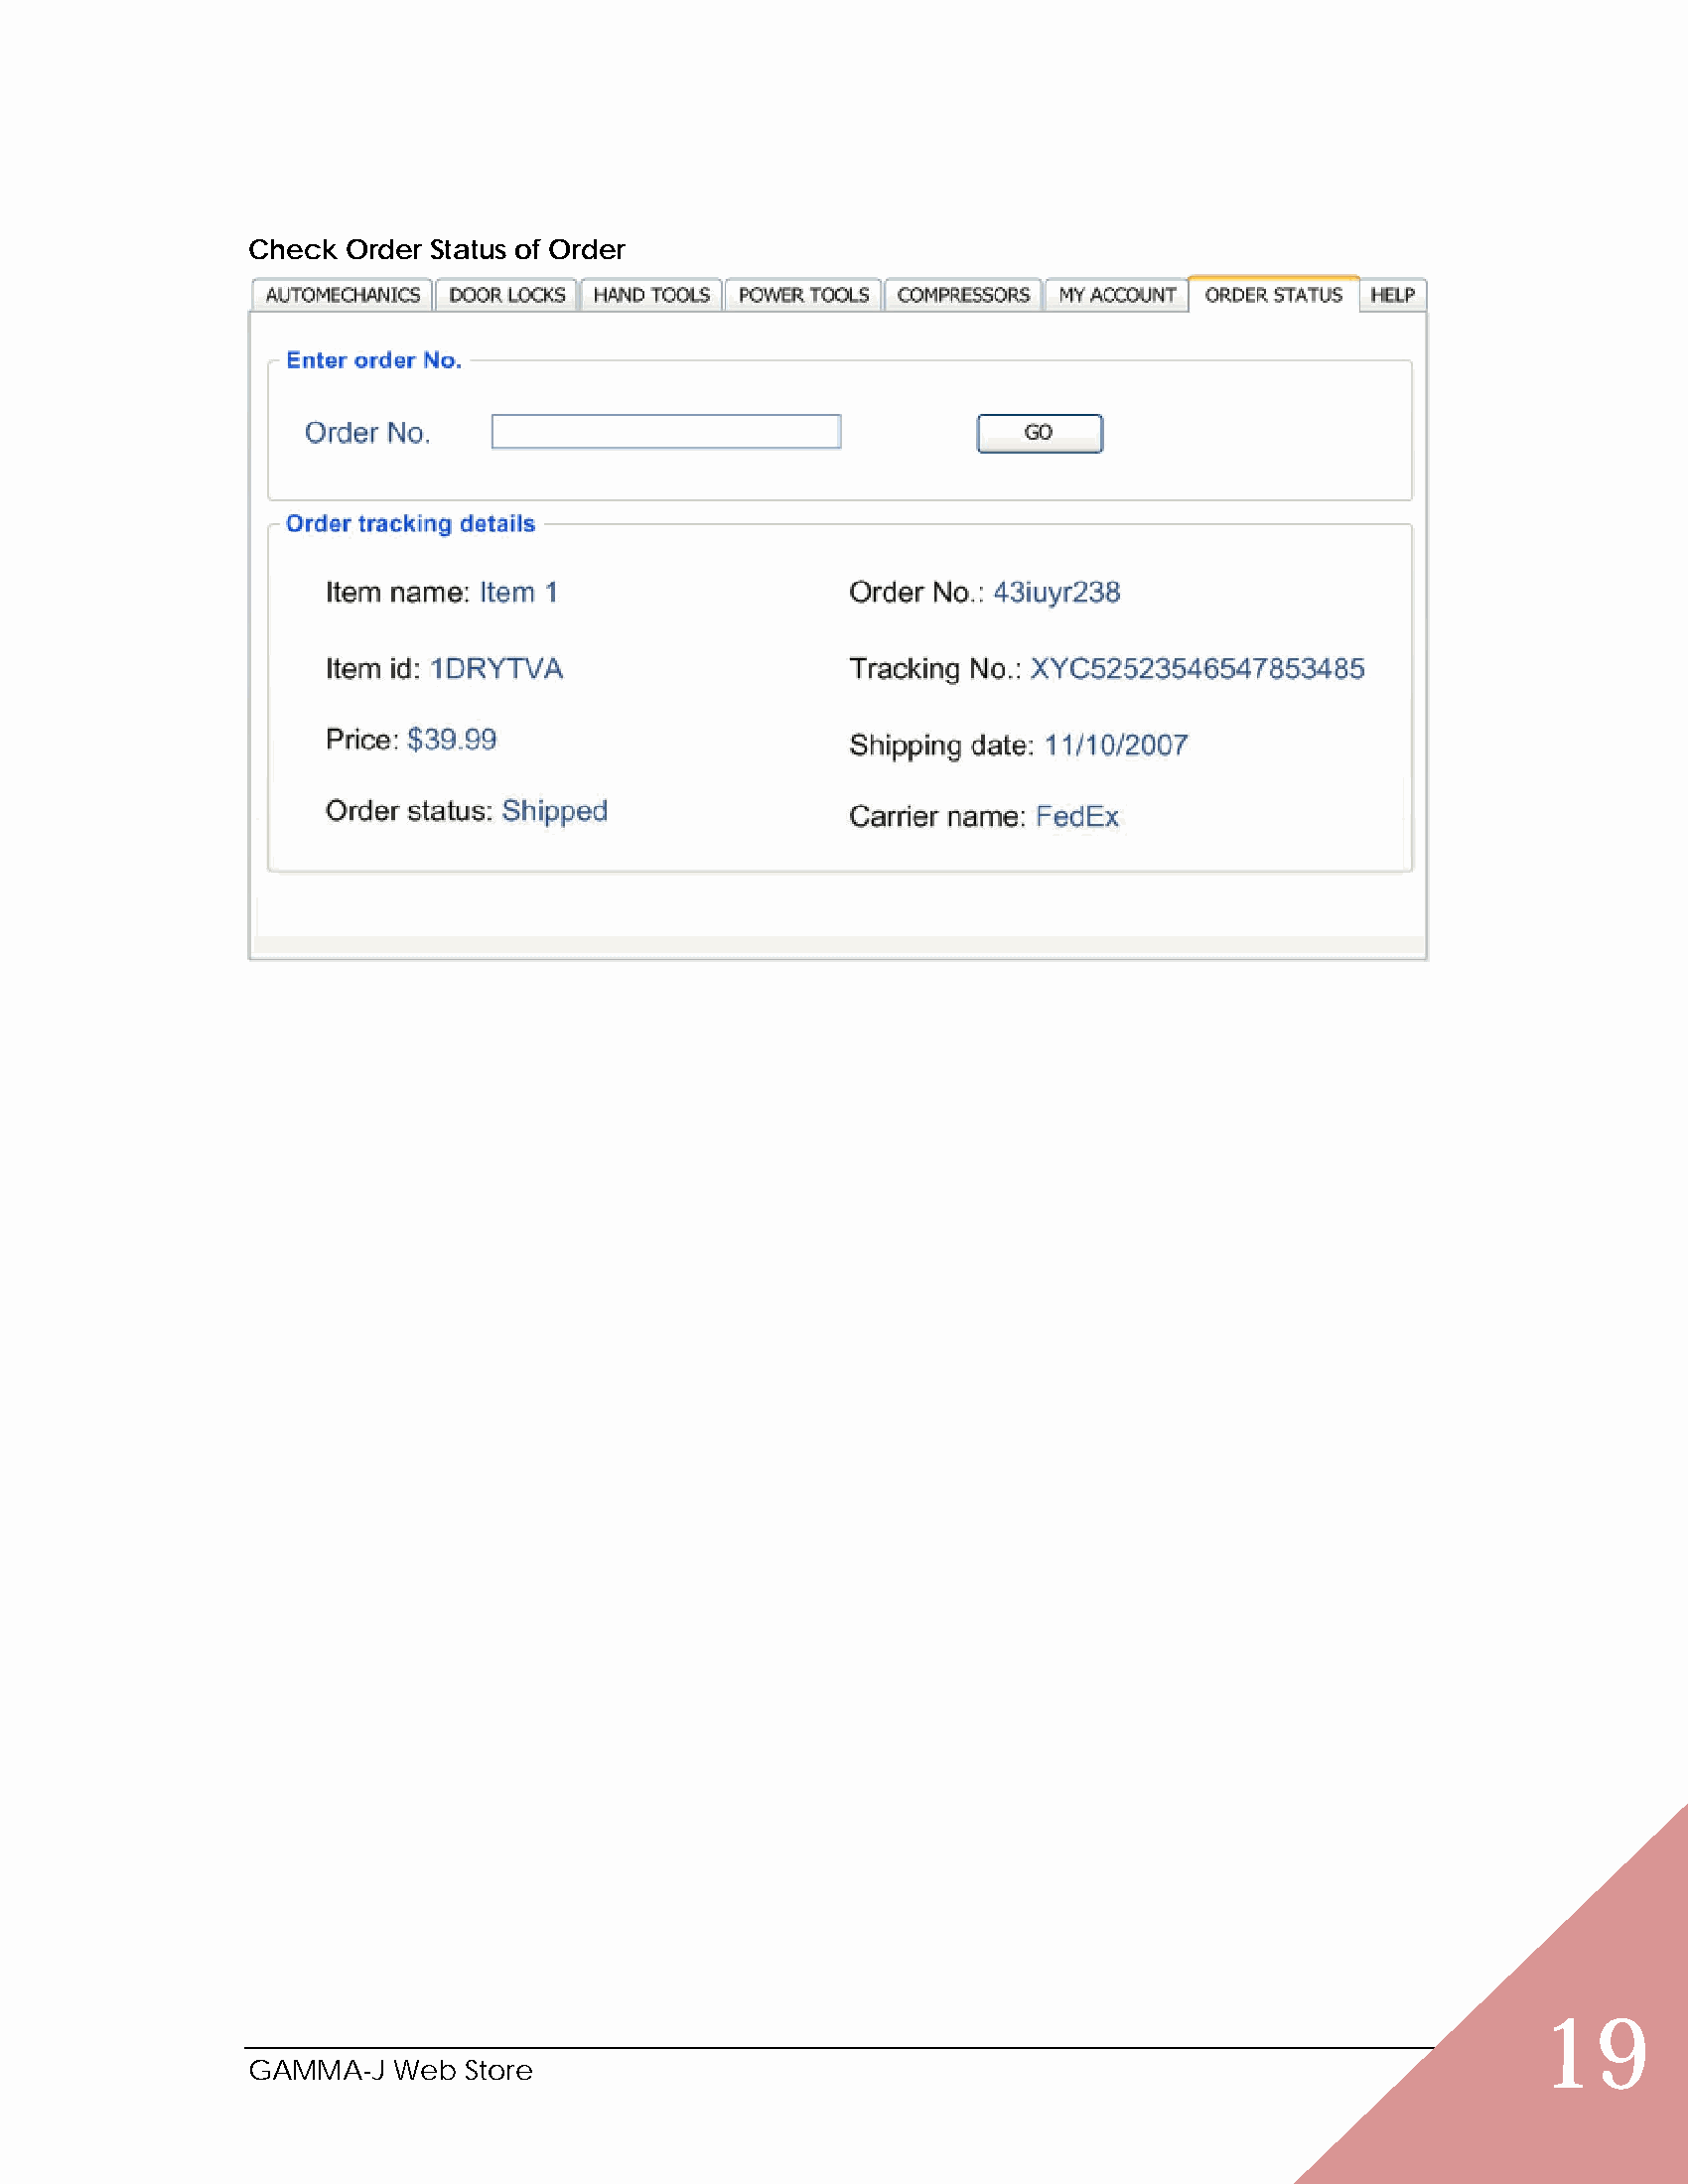 Check Order Status of Order
AUTOMECHANICS DOOR LOCKS HAND TOOLS POWER TOOLS COMPRESSORS MY ACCOUNT ORDER STATUS HELP
Enter order No.
Order No. GO
Order tracking details
Item name: Item 1 Order No.: 43iuyr238
Item id: 1DRYTVA Tracking No.: XYC52523546547853485
Price: $39.99 Shipping date: 11/10/2007
Order status: Shipped Carrier name: FedEx
GAMMA-J Web Store 19